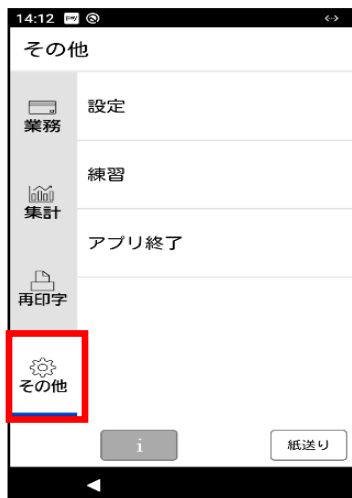 14:12
その他
業務
集計
再印字
その他
設定
練習
アプリ終了
i
紙送り